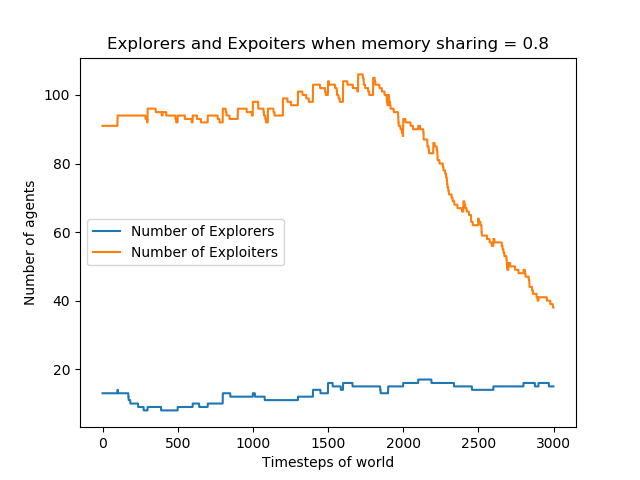 Explorers and Expoiters when memory sharing = 0.8
100
80
60
40
20
Number of agents
Number of Explorers
Number of Exploiters
0 500 1000 1500 2000 2500 3000
Timesteps of world